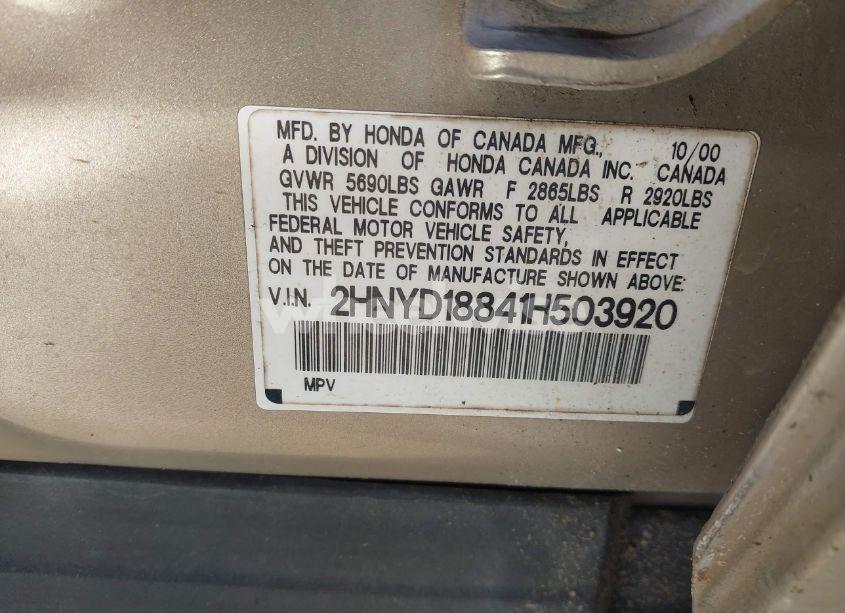 MFD. BY HONDA OF CANADA MFG., 10/00
A DIVISION OF HONDA CANADA INC. CANADA
GVWR 5690LBS GAWR F 2865LBS R 2920LBS
THIS VEHICLE CONFORMS TO ALL APPLICABLE
FEDERAL MOTOR VEHICLE SAFETY,
AND THEFT PREVENTION STANDARDS IN EFFECT
ON THE DATE OF MANUFACTURE SHOWN ABOVE.
V.I.N. 2HNYD18841H503920
MPV